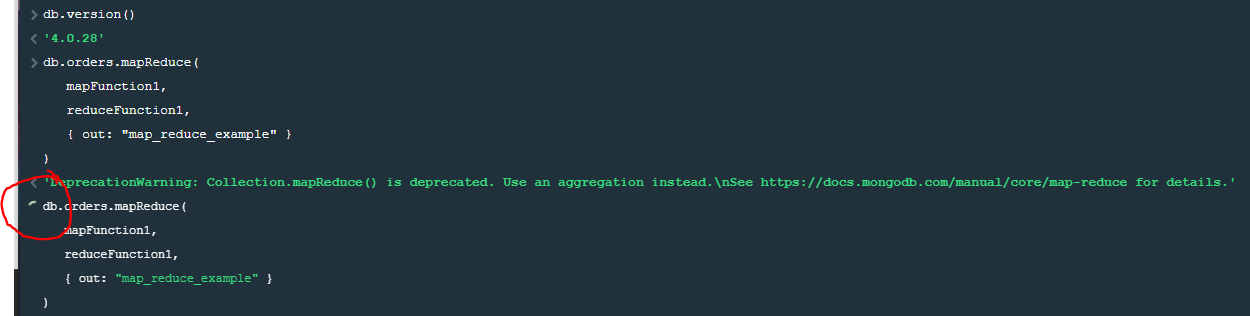 > db.version()
< '4.0.28'
> db.orders.mapReduce(
mapFunction1,
reduceFunction1,
{ out: "map_reduce_example" }
)
< 'DeprecationWarning: Collection.mapReduce() is deprecated. Use an aggregation instead.\nSee https://docs.mongodb.com/manual/core/map-reduce for details.'
db.orders.mapReduce(
mapFunction1,
reduceFunction1,
{ out: "map_reduce_example" }
)